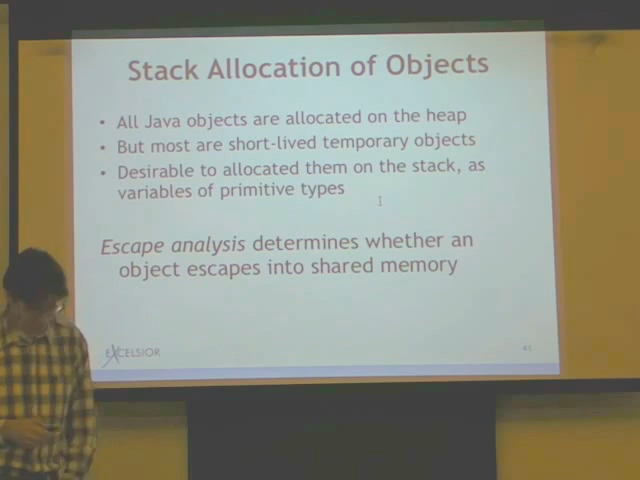 Stack Allocation of Objects
• All Java objects are allocated on the heap
• But most are short-lived temporary objects
• Desirable to allocated them on the stack, as
variables of primitive types
Escape analysis determines whether an
object escapes into shared memory
EXCELSIOR